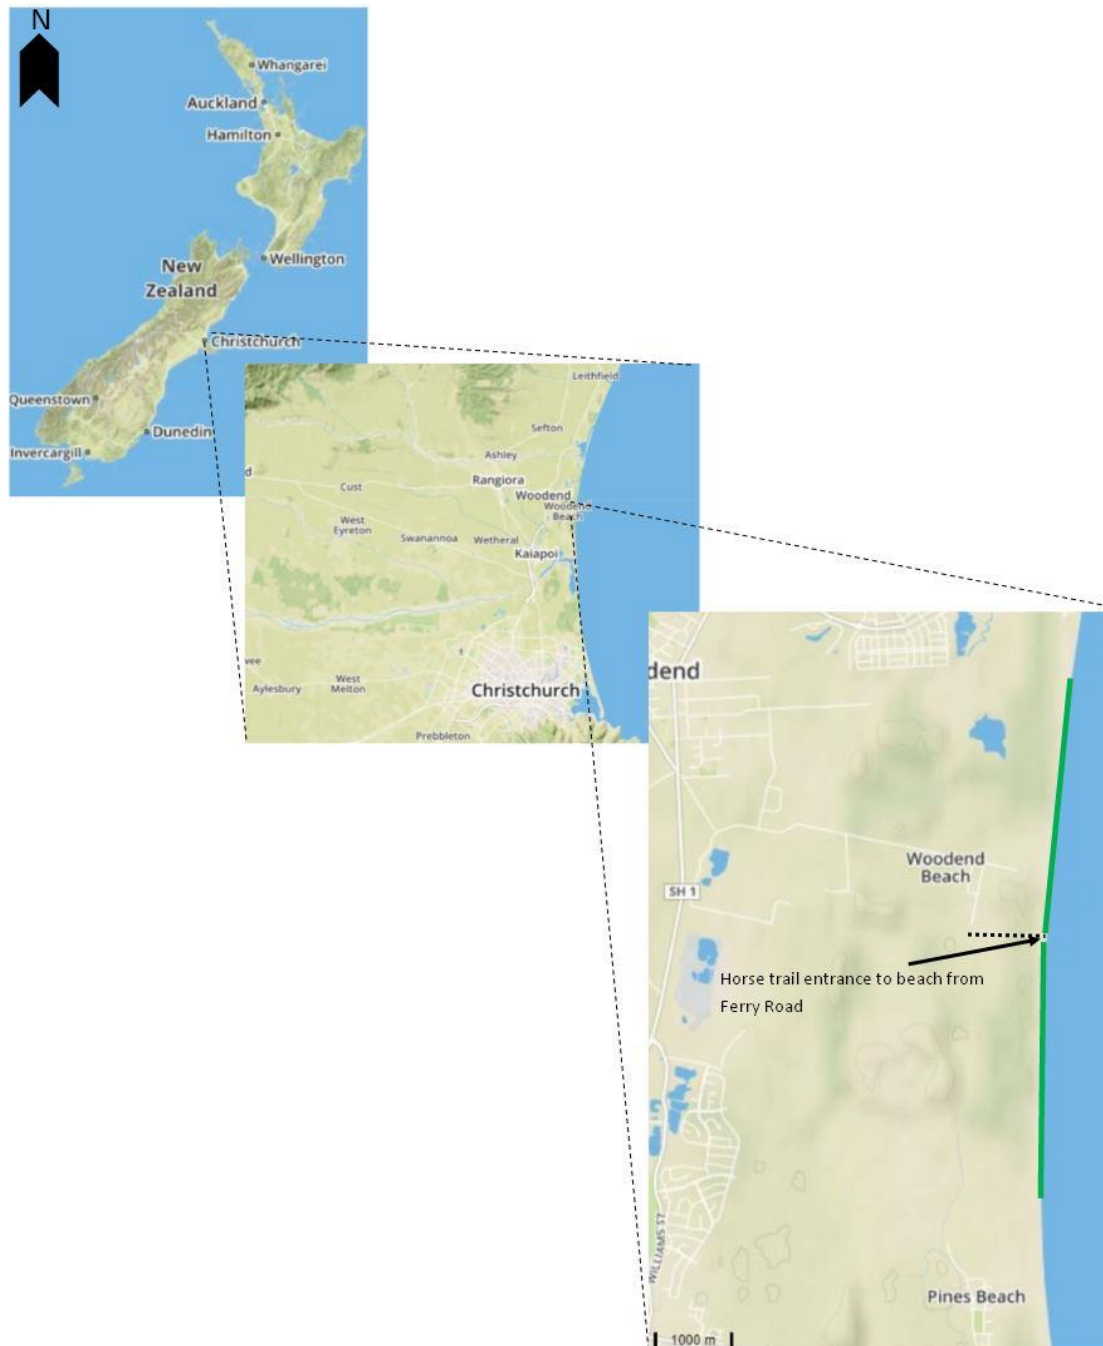 N
Whangarei
Auckland
Hamilton
Wellington
New
Zealand
Christchurch
Queenstown
Dunedin
Invercargill
Leithfield
Sefton
Ashley
d
Rangiora
Cust
Woodend
Woodend
Beach
West
Eyreton
Swanannoa
Wetheral
Kaiapoi
vee
West
Melton
Aylesbury
Christchurch
Prebbleton
dend
Woodend
Beach
SH 1
Horse trail entrance to beach from
Ferry Road
WILLIAMS ST
Pines Beach
1000 m